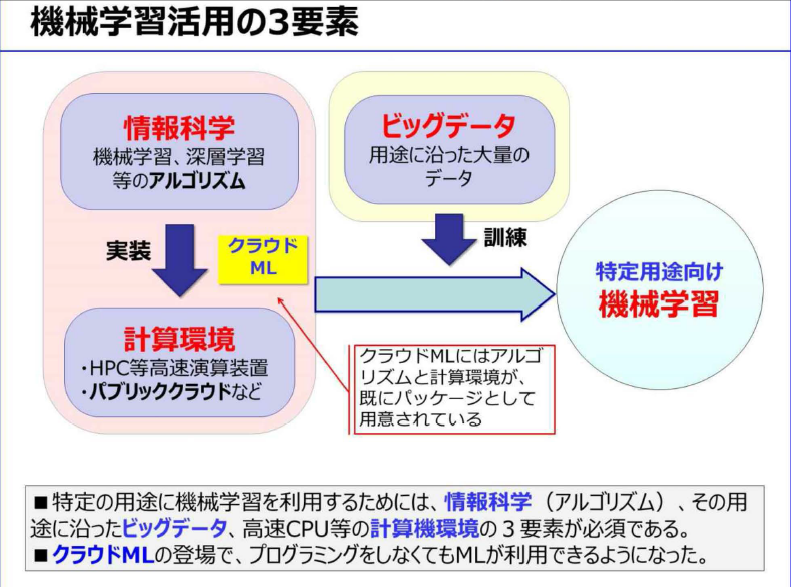 機械学習活用の3要素
情報科学
機械学習、深層学習
等のアルゴリズム
ビッグデータ
用途に沿った大量の
データ
実装
クラウド
ML
訓練
特定用途向け
機械学習
計算環境
・HPC等高速演算装置
・パブリッククラウドなど
クラウドMLにはアルゴ
リズムと計算環境が、
既にパッケージとして
用意されている
■特定の用途に機械学習を利用するためには、情報科学（アルゴリズム）、その用
途に沿ったビッグデータ、高速CPU等の計算機環境の３要素が必須である。
■クラウドMLの登場で、プログラミングをしなくてもMLが利用できるようになった。